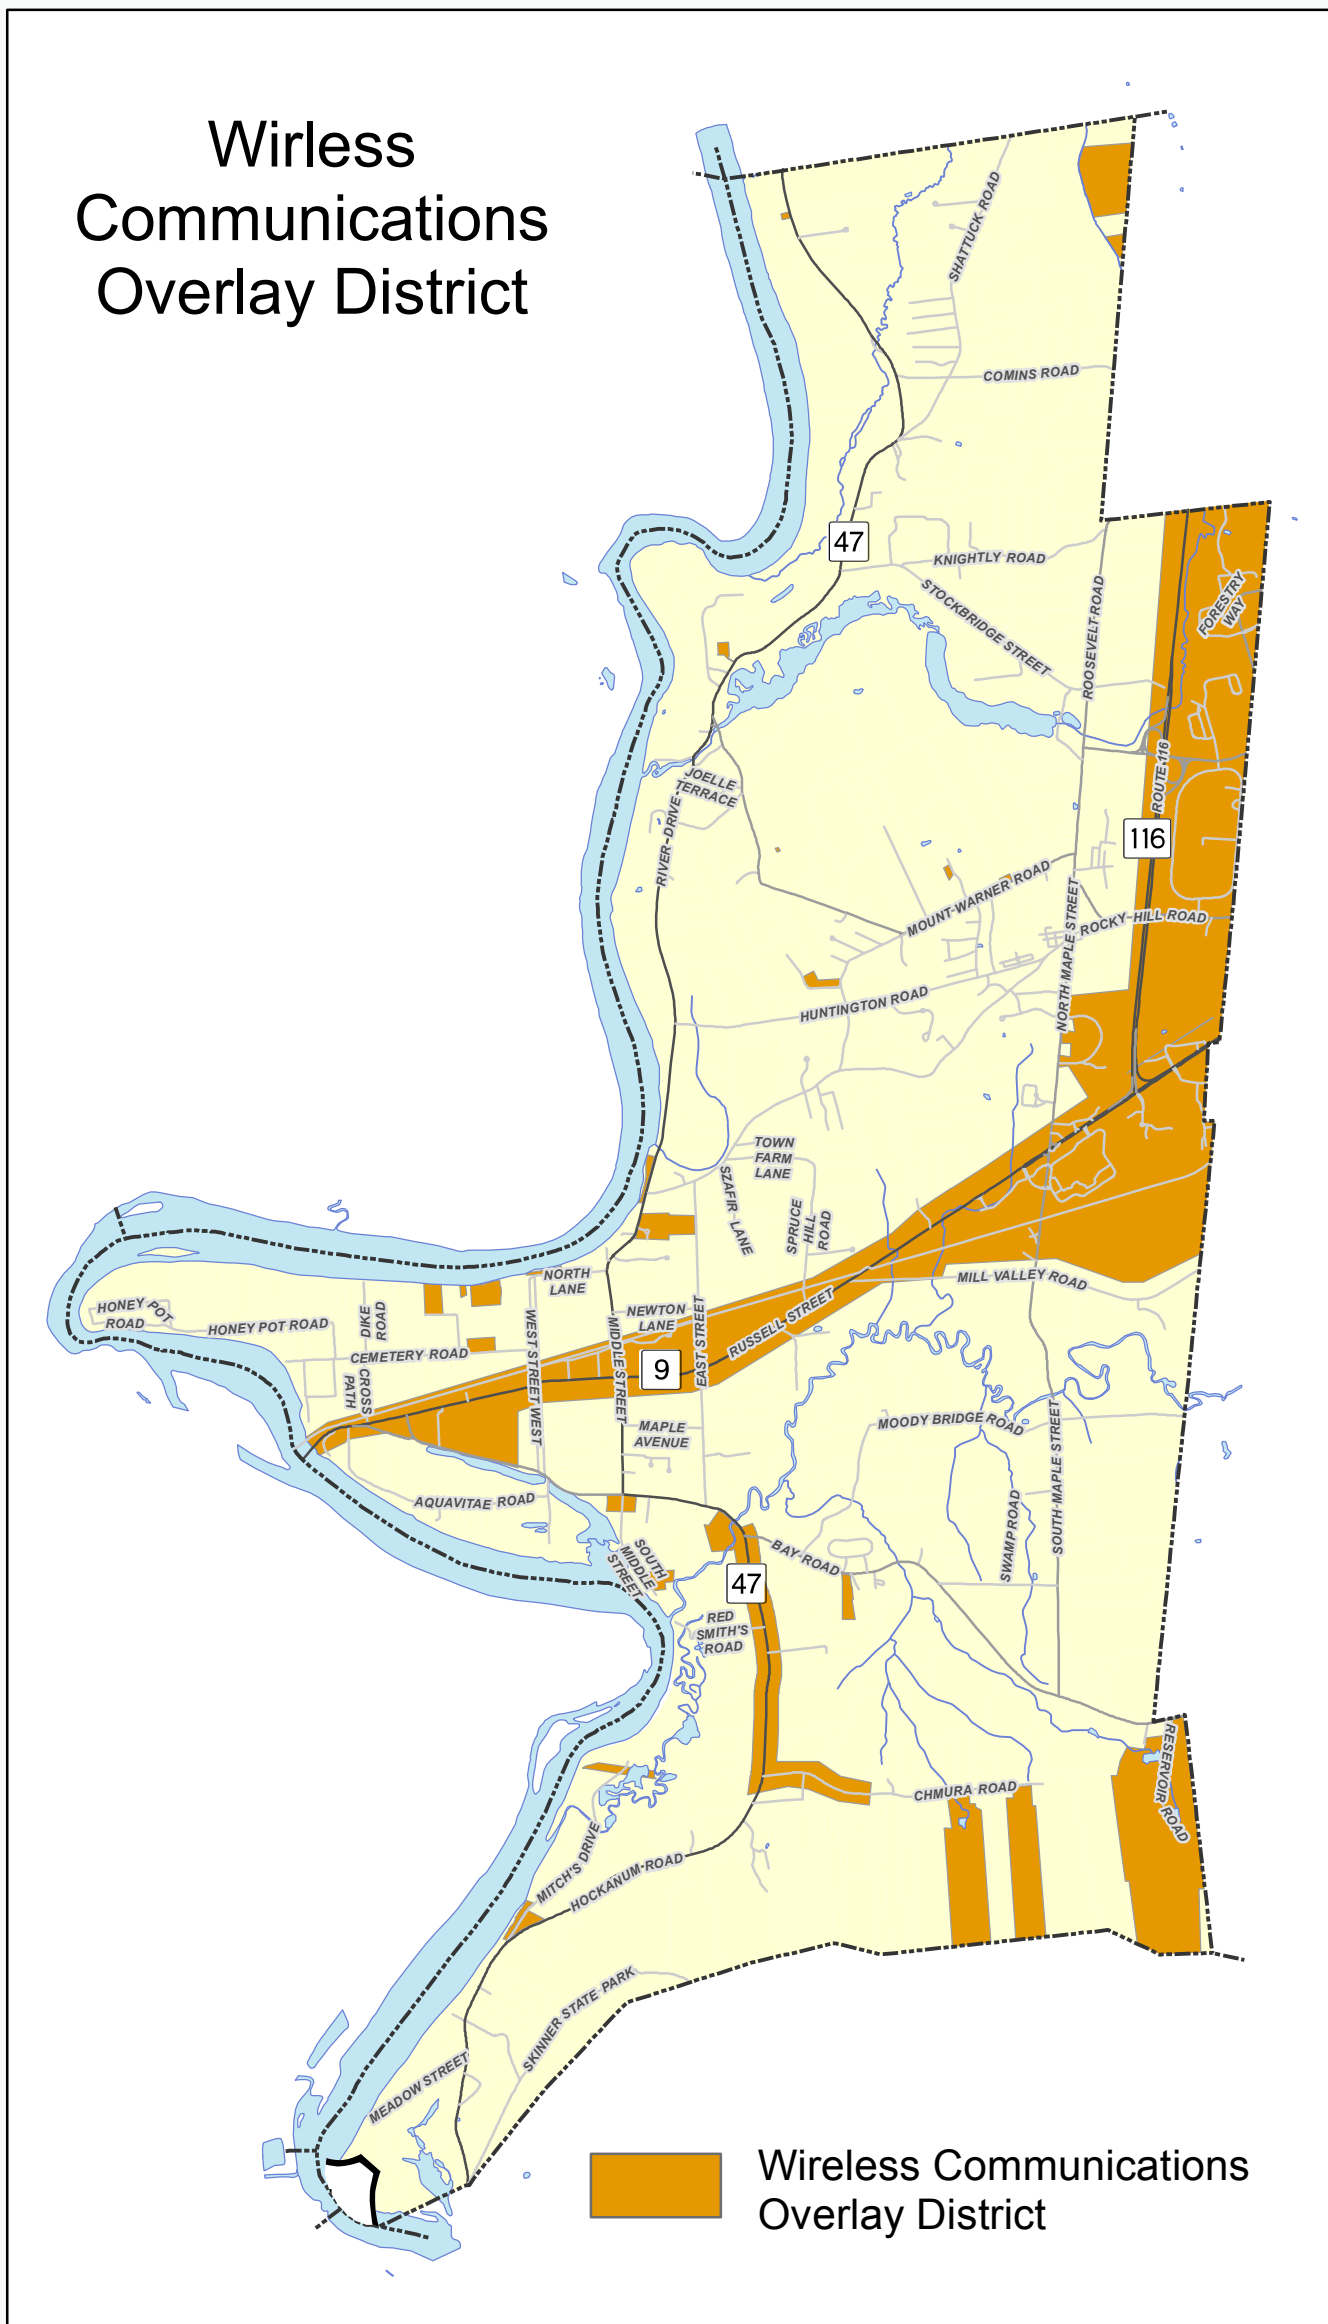 Wirless
Communications
Overlay District
SHATTUCK ROAD
COMINS ROAD
47
KNIGHTLY ROAD
STOCKBRIDGE STREET
ROOSEVELT ROAD
FORESTRY
WAY
JOELLE
TERRACE
RIVER DRIVE
ROUTE 116
116
MOUNT WARNER ROAD
NORTH MAPLE STREET
ROCKY HILL ROAD
HUNTINGTON ROAD
TOWN
FARM
LANE
SZAFIR LANE
SPRUCE
HILL
ROAD
NORTH
LANE
MILL VALLEY ROAD
HONEY POT
ROAD
HONEY POT ROAD
DIKE
ROAD
NEWTON
LANE
WEST STREET
MIDDLE STREET
EAST STREET
RUSSELL STREET
CEMETERY ROAD
9
CROSS
PATH
WEST
MAPLE
AVENUE
MOODY BRIDGE ROAD
SOUTH MAPLE STREET
AQUAVITAE ROAD
SWAMP ROAD
SOUTH
MIDDLE
STREET
BAY ROAD
47
RED
SMITH'S
ROAD
RESERVOIR ROAD
CHMURA ROAD
MITCH'S DRIVE
HOCKANUM ROAD
SKINNER STATE PARK
MEADOW STREET
Wireless Communications
Overlay District